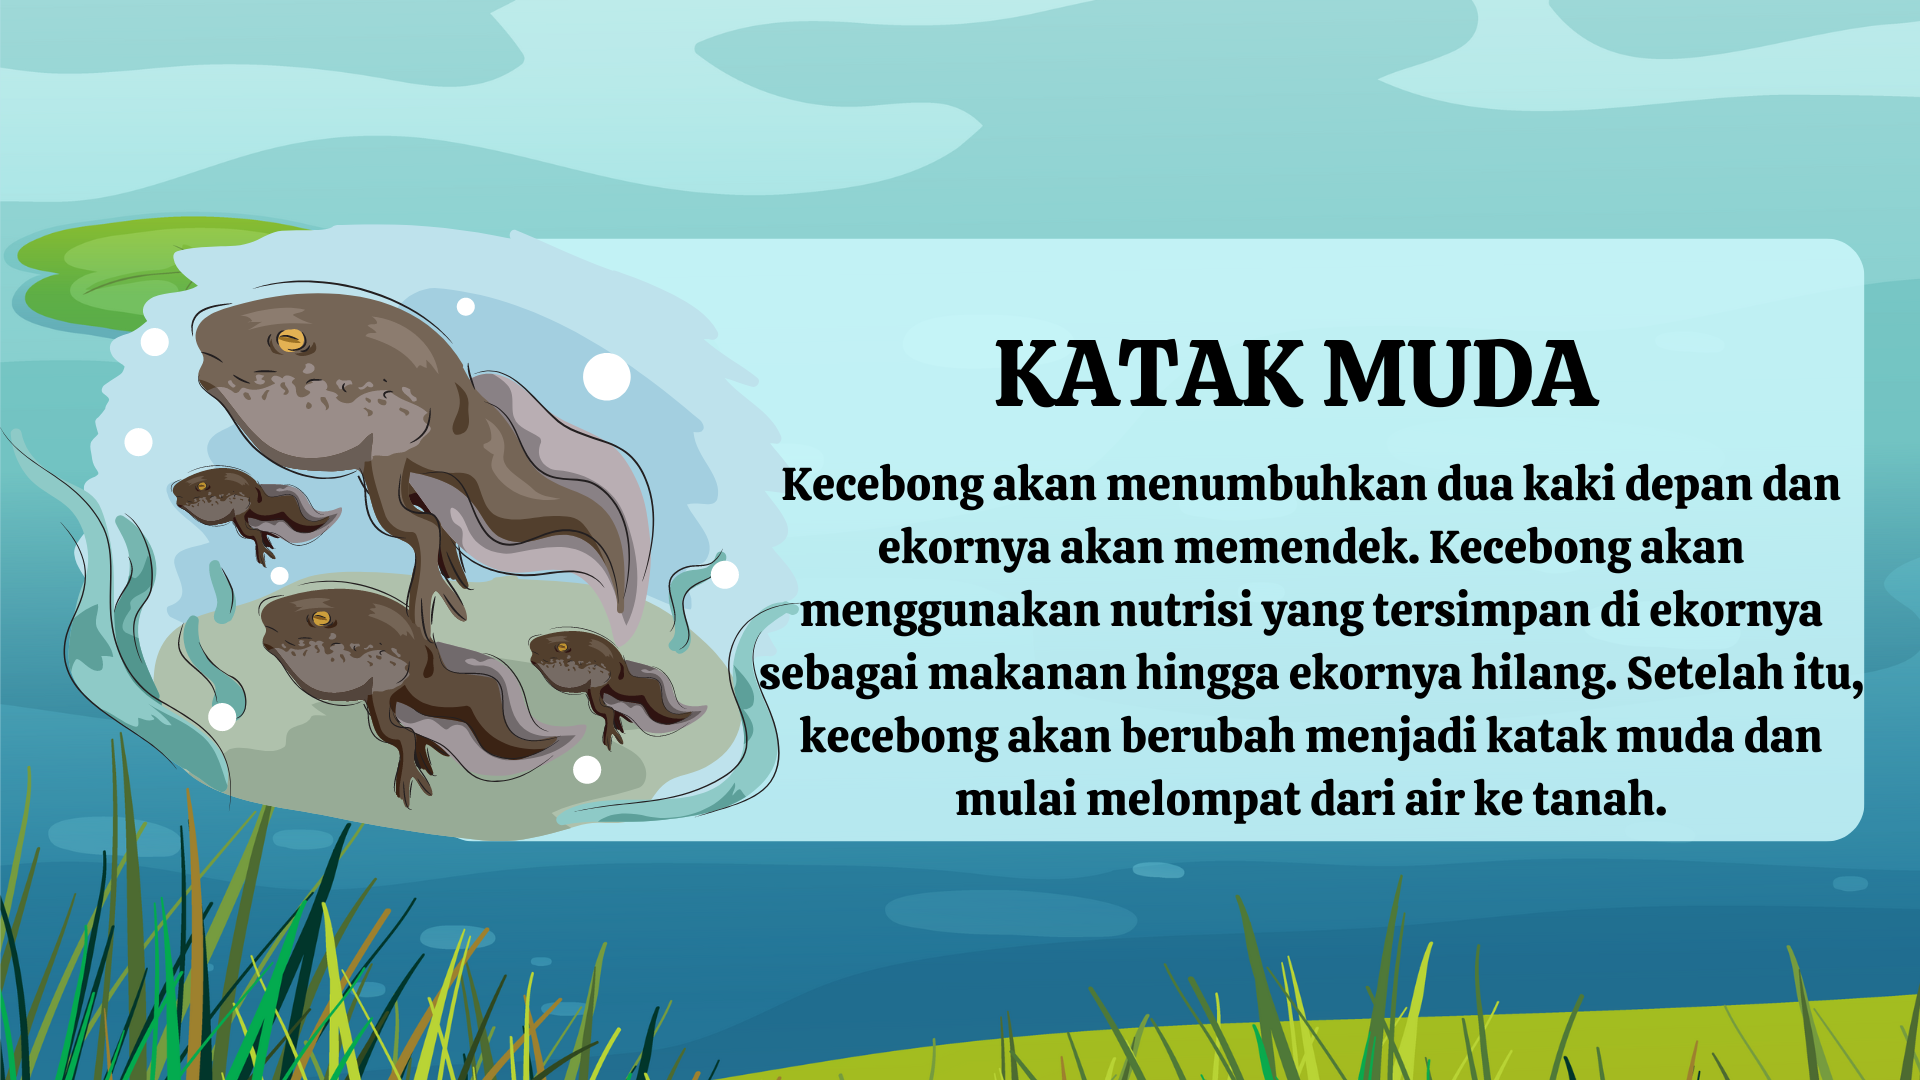 KATAK MUDA
Kecebong akan menumbuhkan dua kaki depan dan
ekornya akan memendek. Kecebong akan
menggunakan nutrisi yang tersimpan di ekornya
sebagai makanan hingga ekornya hilang. Setelah itu,
kecebong akan berubah menjadi katak muda dan
mulai melompat dari air ke tanah.